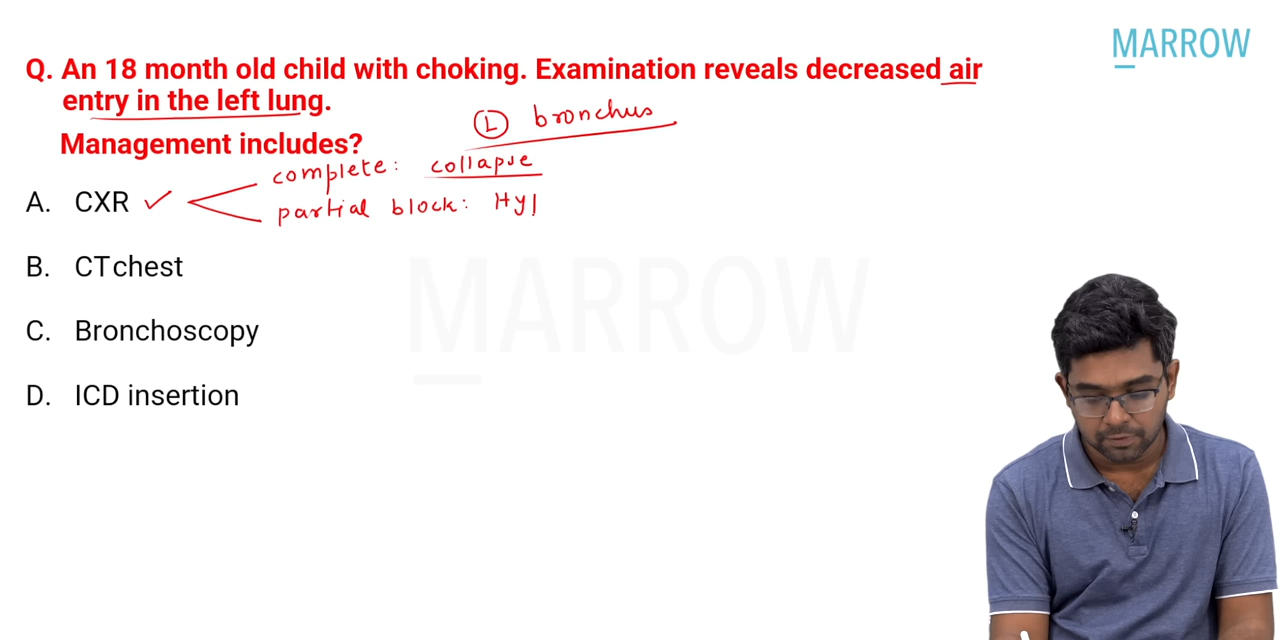 MARROW
Q. An 18 month old child with choking. Examination reveals decreased air
entry in the left lung.
L bronchus
Management includes?
complete: collapse
A. CXR ✓
partial block: Hyp
B. CT chest
MARROW
C. Bronchoscopy
D. ICD insertion